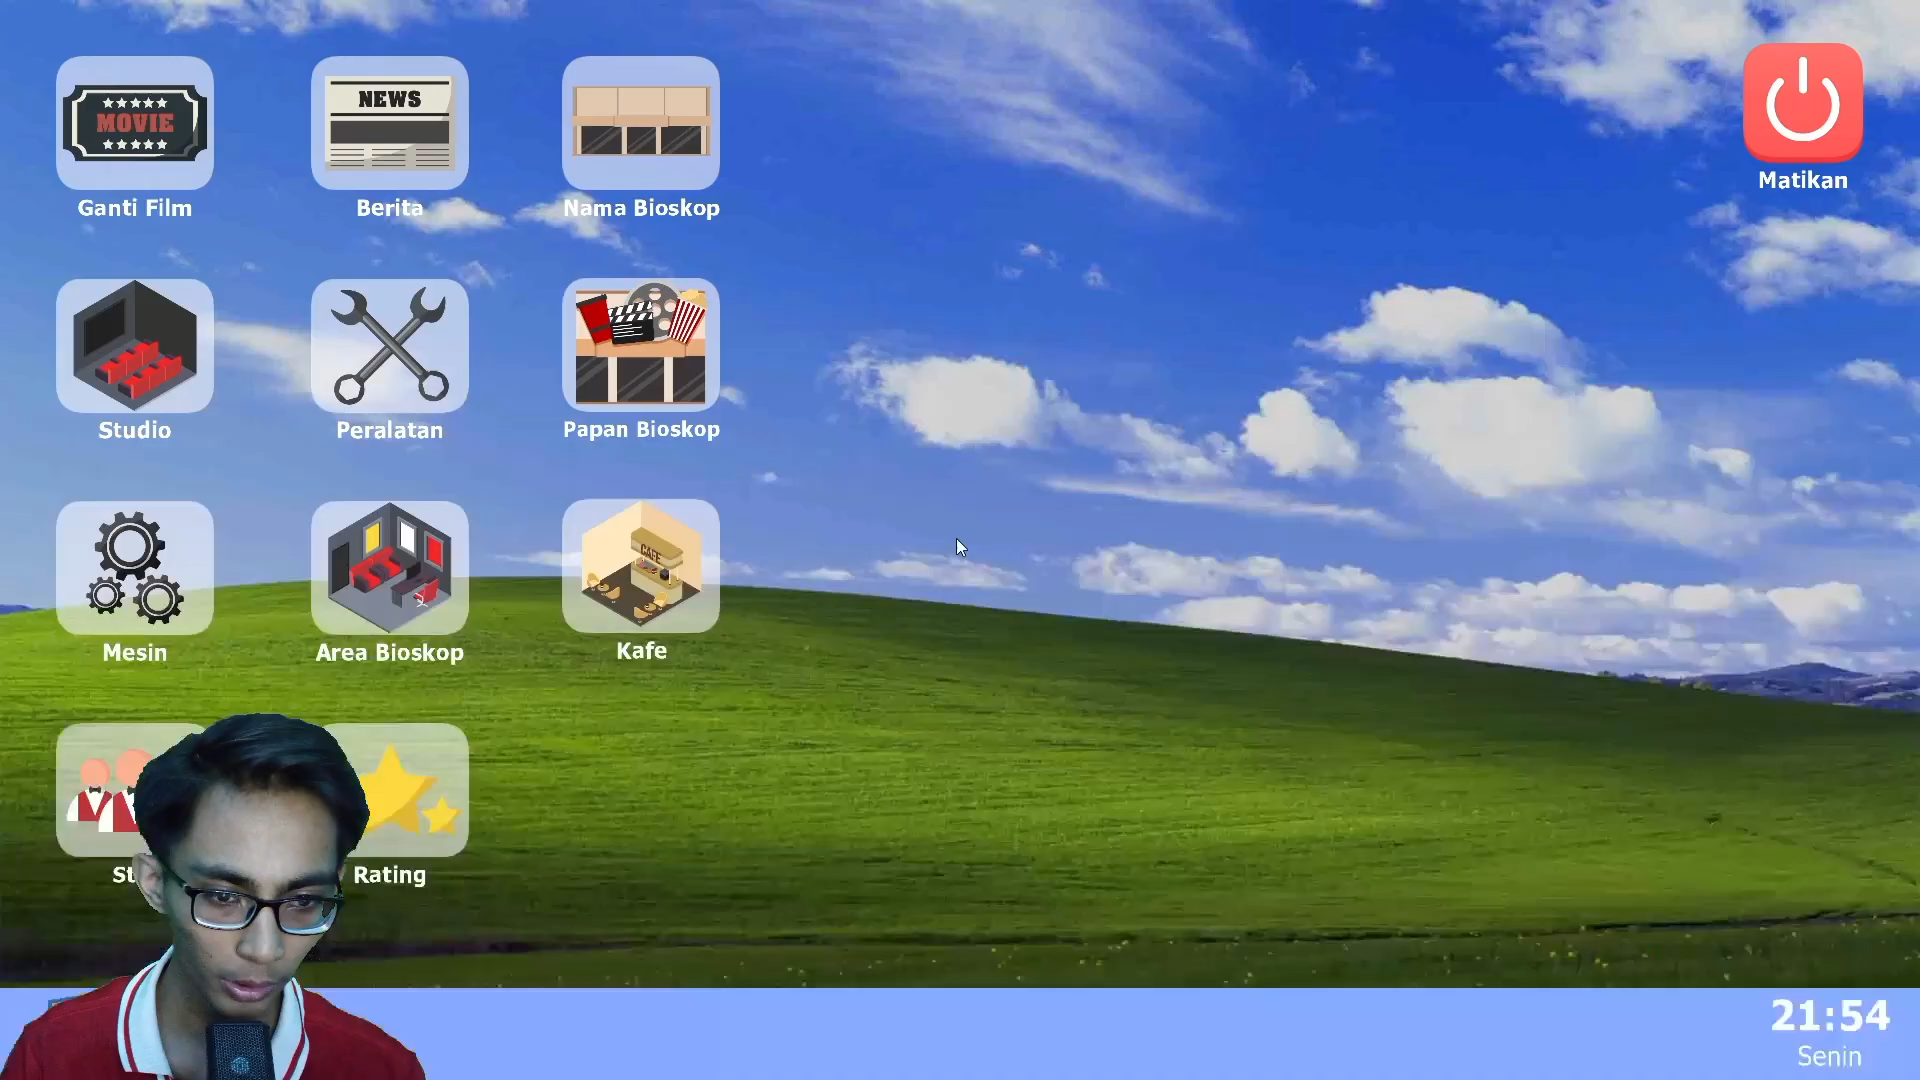 MOVIE
NEWS
Ganti Film
Berita
Nama Bioskop
Matikan
Studio
Peralatan
Papan Bioskop
CAFE
Mesin
Area Bioskop
Kafe
Rating
21:54
Senin